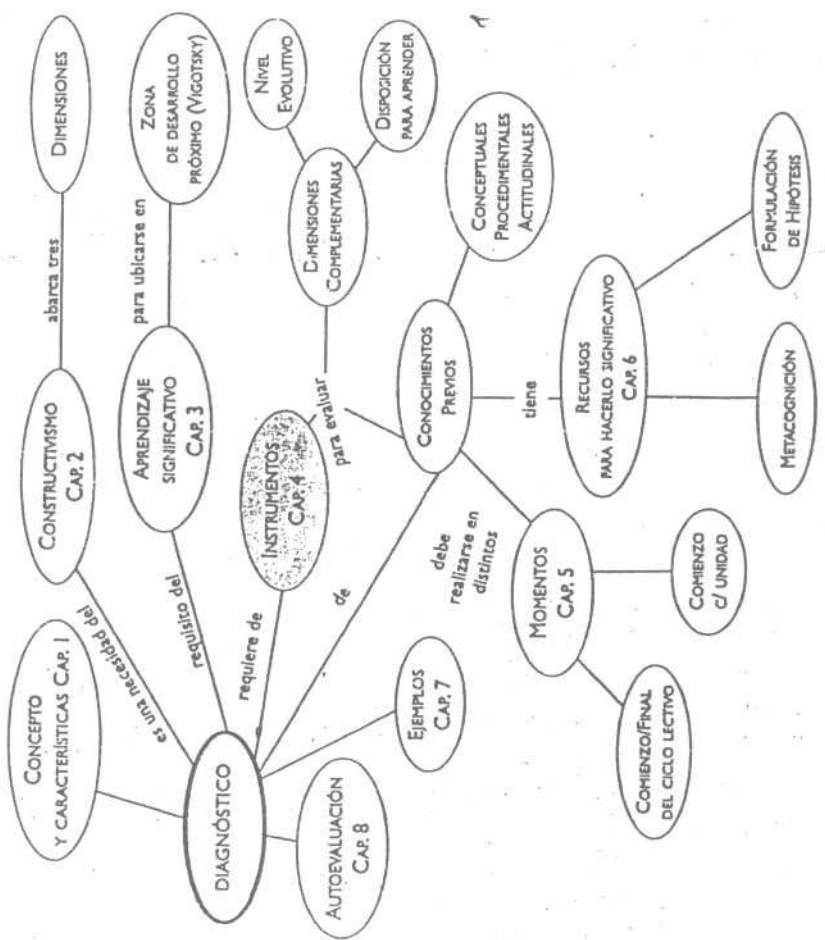 CONCEPTO
Y CARACTERÍSTICAS CAP. 1
es una necesidad del
CONSTRUCTIVISMO
CAP. 2
abarca tres
DIMENSIONES
requisito del
APRENDIZAJE
SIGNIFICATIVO
CAP. 3
para ubicarse en
ZONA
DE DESARROLLO
PRÓXIMO (VIGOTSKY)
DIAGNÓSTICO
requiere de
INSTRUMENTOS
CAP. 4
para evaluar
DIMENSIONES
COMPLEMENTARIAS
NIVEL
EVOLUTIVO
DISPOSICIÓN
PARA APRENDER
de
CONOCIMIENTOS
PREVIOS
CONCEPTUALES
PROCEDIMENTALES
ACTITUDINALES
1
AUTOEVALUACIÓN
CAP. 8
EJEMPLOS
CAP. 7
debe
realizarse en
distintos
MOMENTOS
CAP. 5
COMIENZO/FINAL
DEL CICLO LECTIVO
COMIENZO
C/ UNIDAD
tiene
RECURSOS
PARA HACERLO SIGNIFICATIVO
CAP. 6
METACOGNICIÓN
FORMULACIÓN
DE HIPÓTESIS